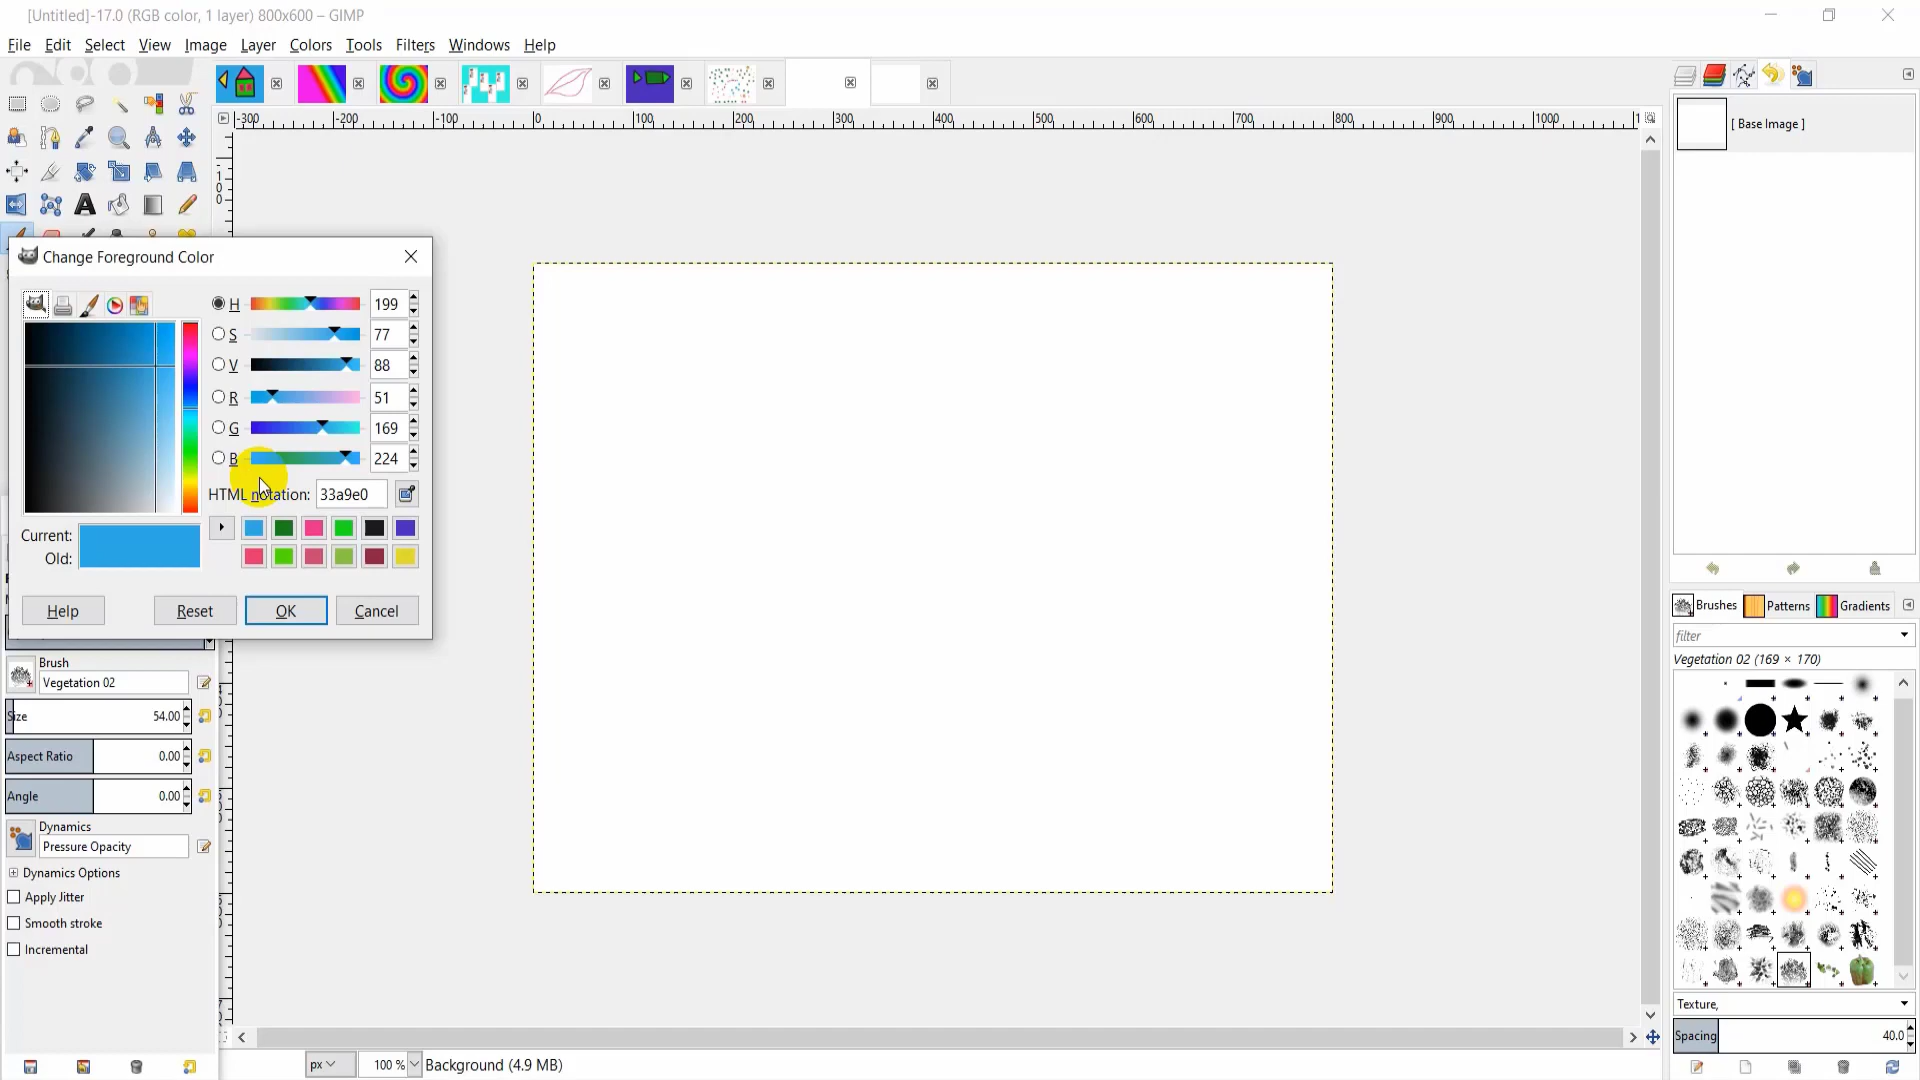 [Untitled]-17.0 (RGB color, 1 layer) 800x600 – GIMP
File Edit Select View Image Layer Colors Tools Filters Windows Help
-300 -200 -100 0 100 200 300 400 500 600 700 800 900 1000
[ Base Image ]
Change Foreground Color
H 199
S 77
V 88
R 51
G 169
B 224
HTML notation: 33a9e0
Current:
Old:
Help Reset OK Cancel
Brush
Vegetation 02
Size 54.00
Aspect Ratio 0.00
Angle 0.00
Dynamics
Pressure Opacity
Dynamics Options
Apply Jitter
Smooth stroke
Incremental
Brushes Patterns Gradients
filter
Vegetation 02 (169 × 170)
Texture,
Spacing 40.0
px 100 % Background (4.9 MB)